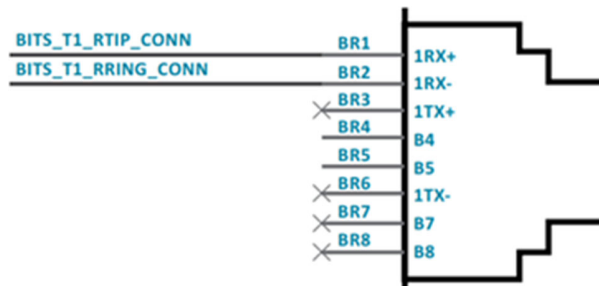 BITS_T1_RTIP_CONN BR1 1RX+
BITS_T1_RRING_CONN BR2 1RX-
BR3 1TX+
BR4 B4
BR5 B5
BR6 1TX-
BR7 B7
BR8 B8